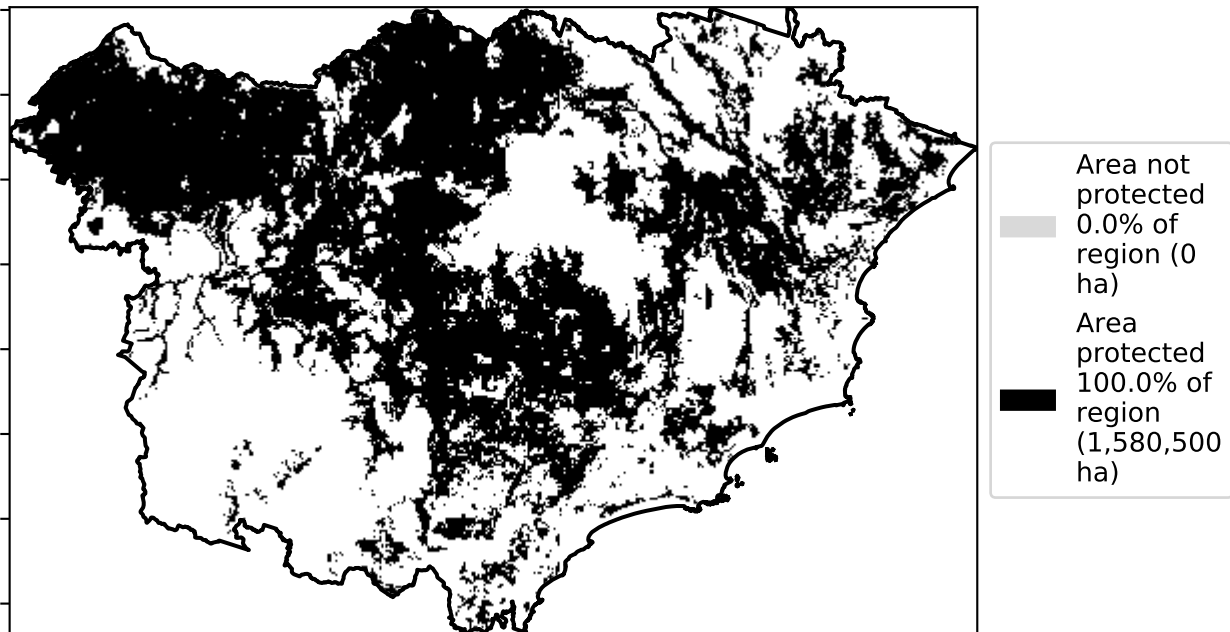 Area not
protected
0.0% of
region (0
ha)
Area
protected
100.0% of
region
(1,580,500
ha)